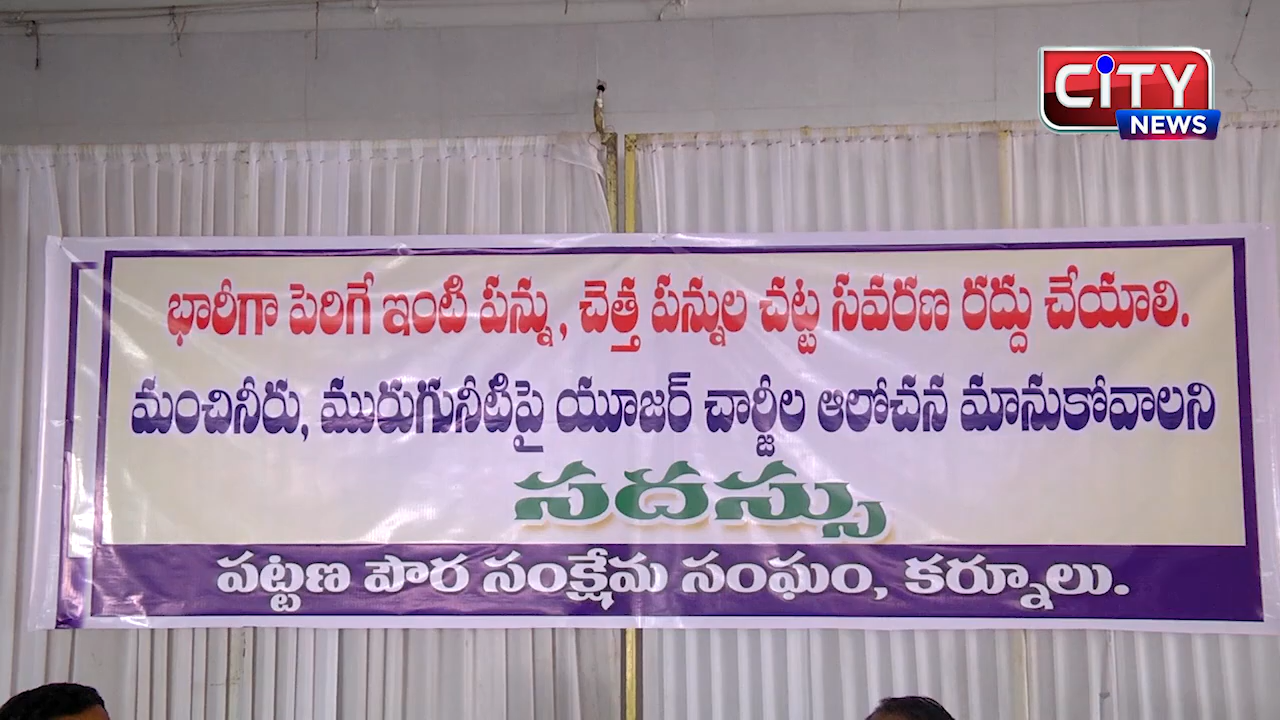 CiTY
NEWS
భారీగా పెరిగే ఇంటి పన్ను, చెత్త పన్నుల చట్ట సవరణ రద్దు చేయాలి.
మంచినీరు, మురుగునీటిపై యూజర్ చార్జీల ఆలోచన మానుకోవాలని
సదస్సు
పట్టణ పౌర సంక్షేమ సంఘం, కర్నూలు.